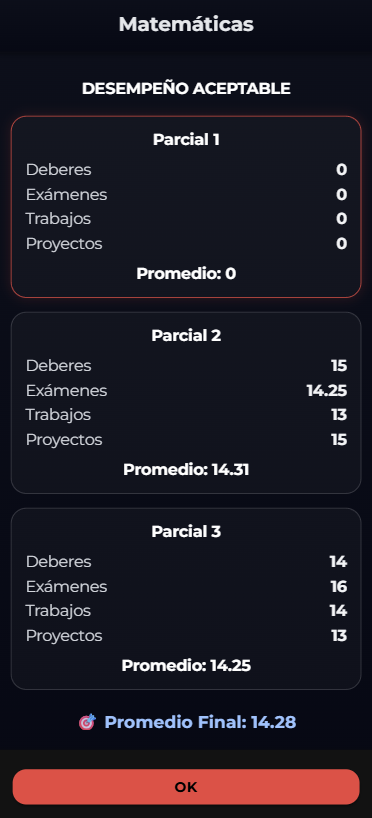 Matemáticas
DESEMPEÑO ACEPTABLE
Parcial 1
Deberes 0
Exámenes 0
Trabajos 0
Proyectos 0
Promedio: 0
Parcial 2
Deberes 15
Exámenes 14.25
Trabajos 13
Proyectos 15
Promedio: 14.31
Parcial 3
Deberes 14
Exámenes 16
Trabajos 14
Proyectos 13
Promedio: 14.25
🎯 Promedio Final: 14.28
OK